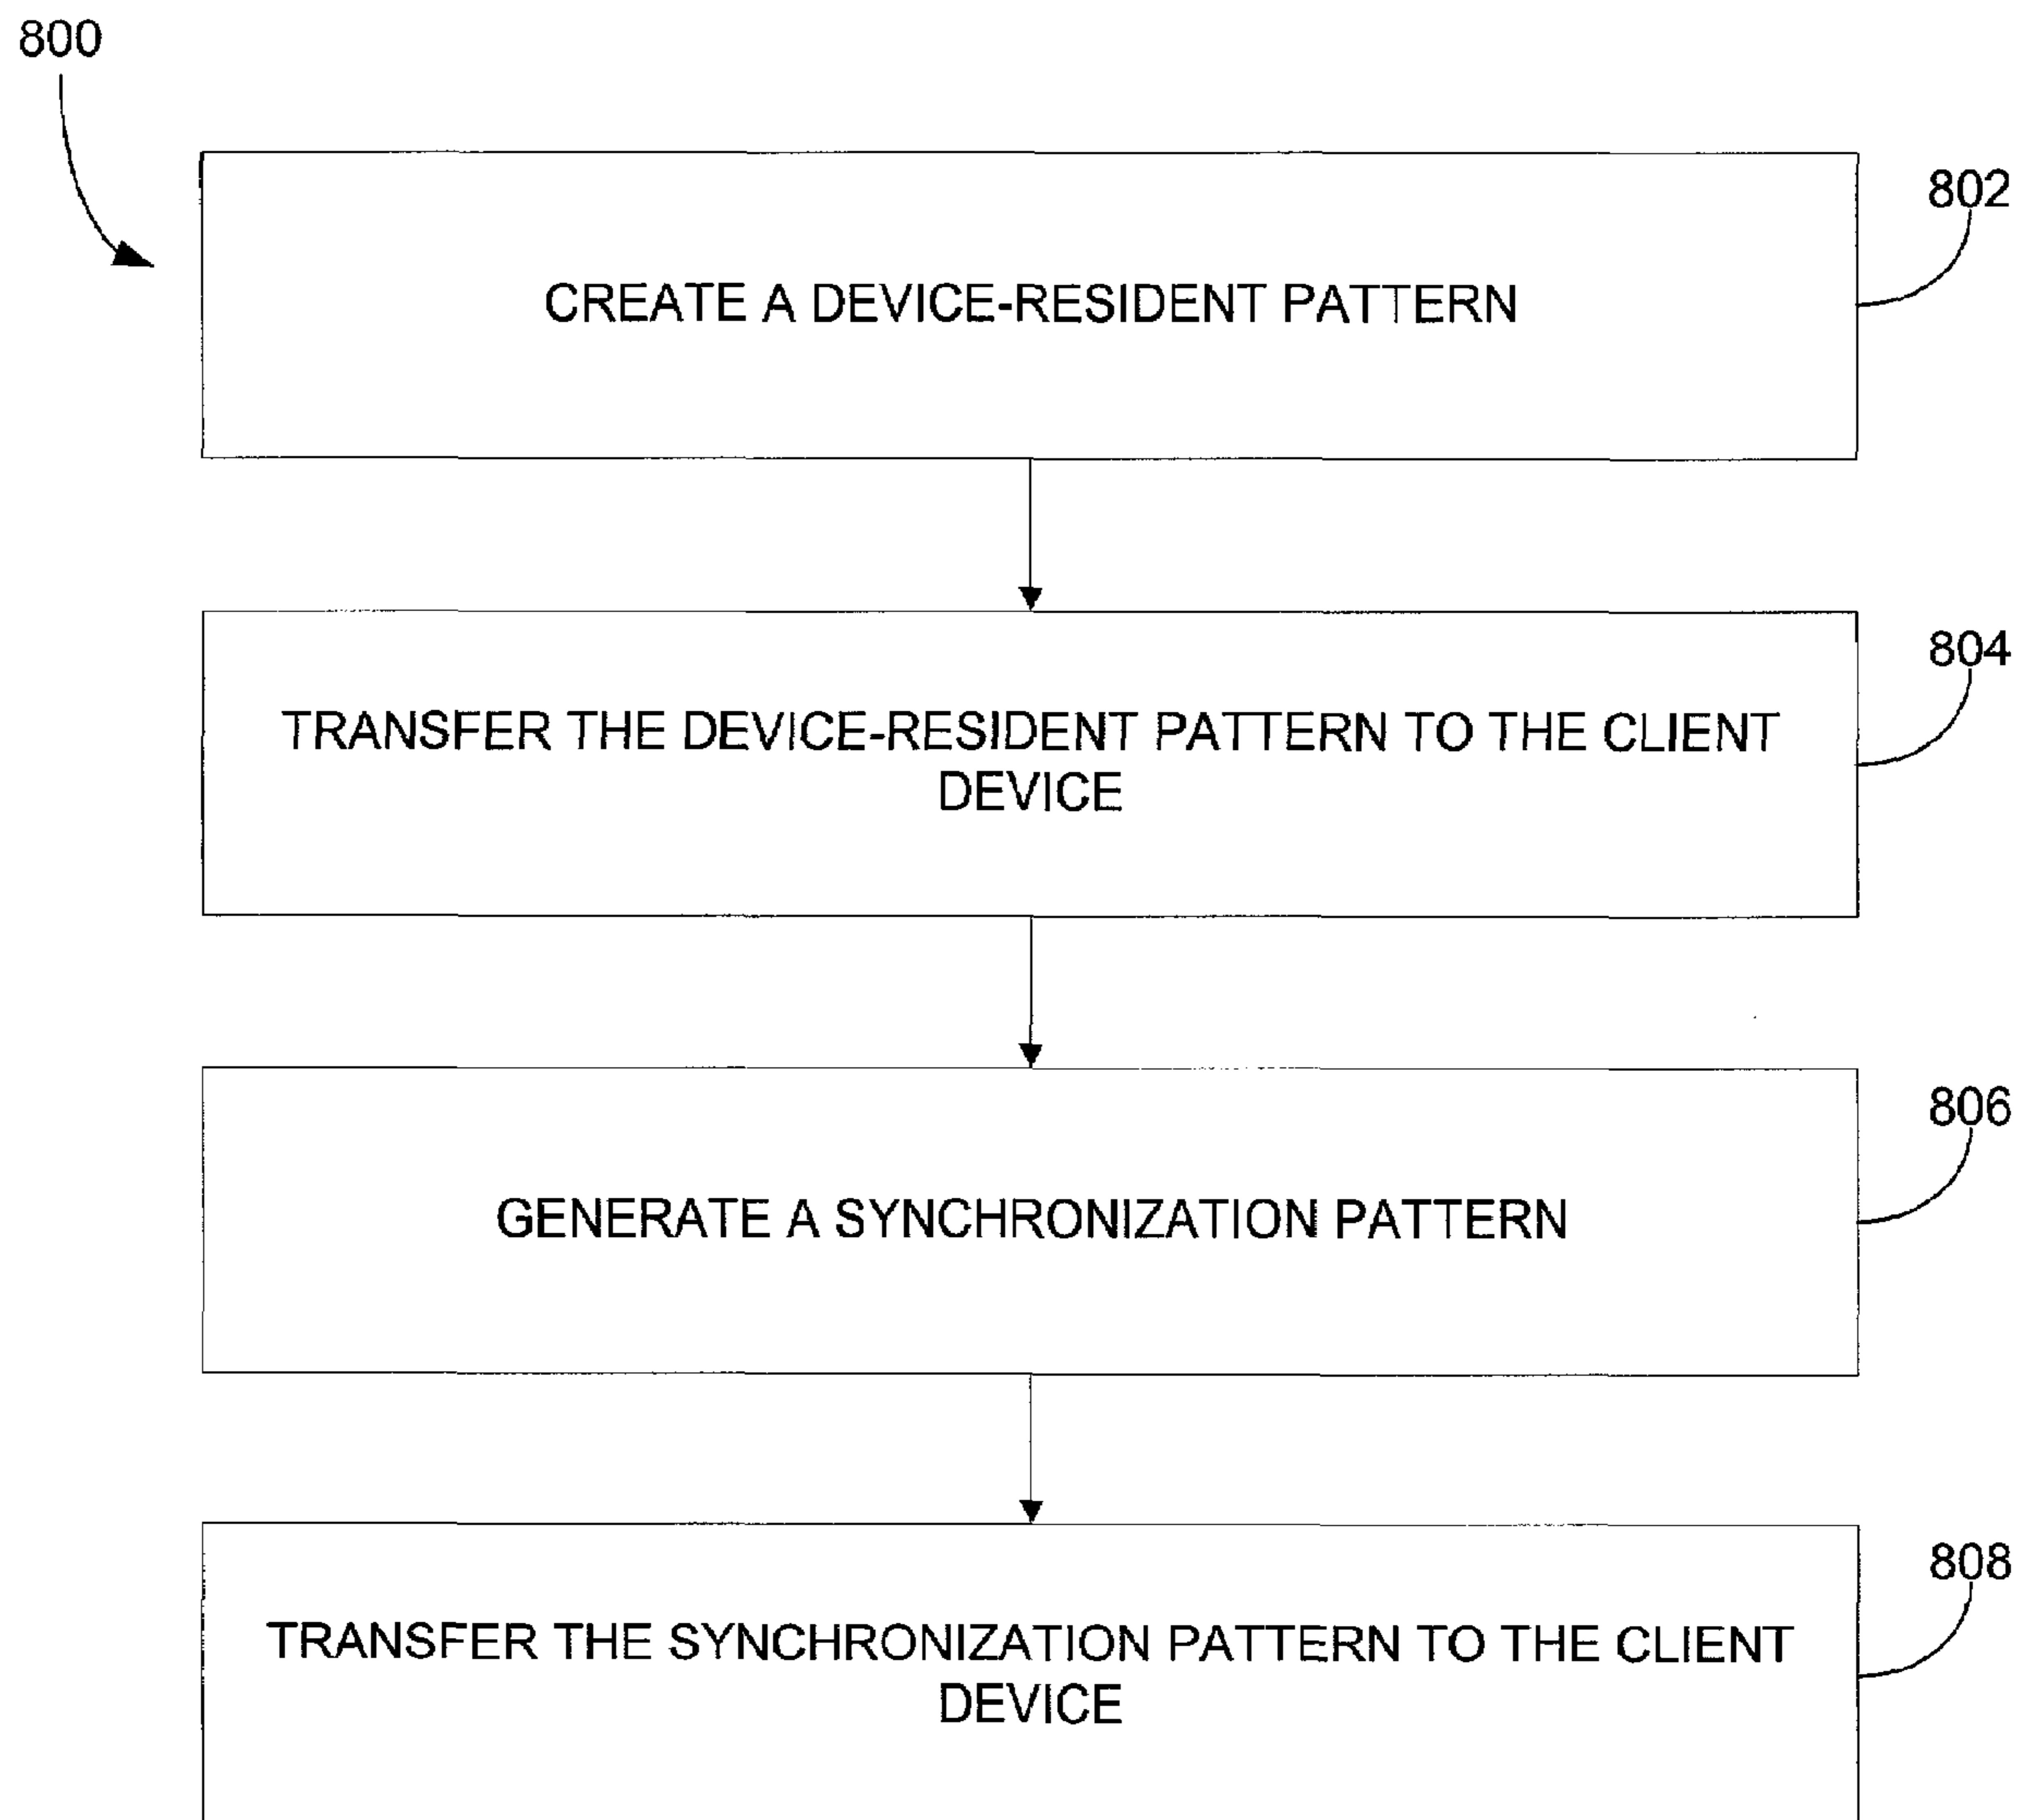 800
802
CREATE A DEVICE-RESIDENT PATTERN
804
TRANSFER THE DEVICE-RESIDENT PATTERN TO THE CLIENT
DEVICE
806
GENERATE A SYNCHRONIZATION PATTERN
808
TRANSFER THE SYNCHRONIZATION PATTERN TO THE CLIENT
DEVICE